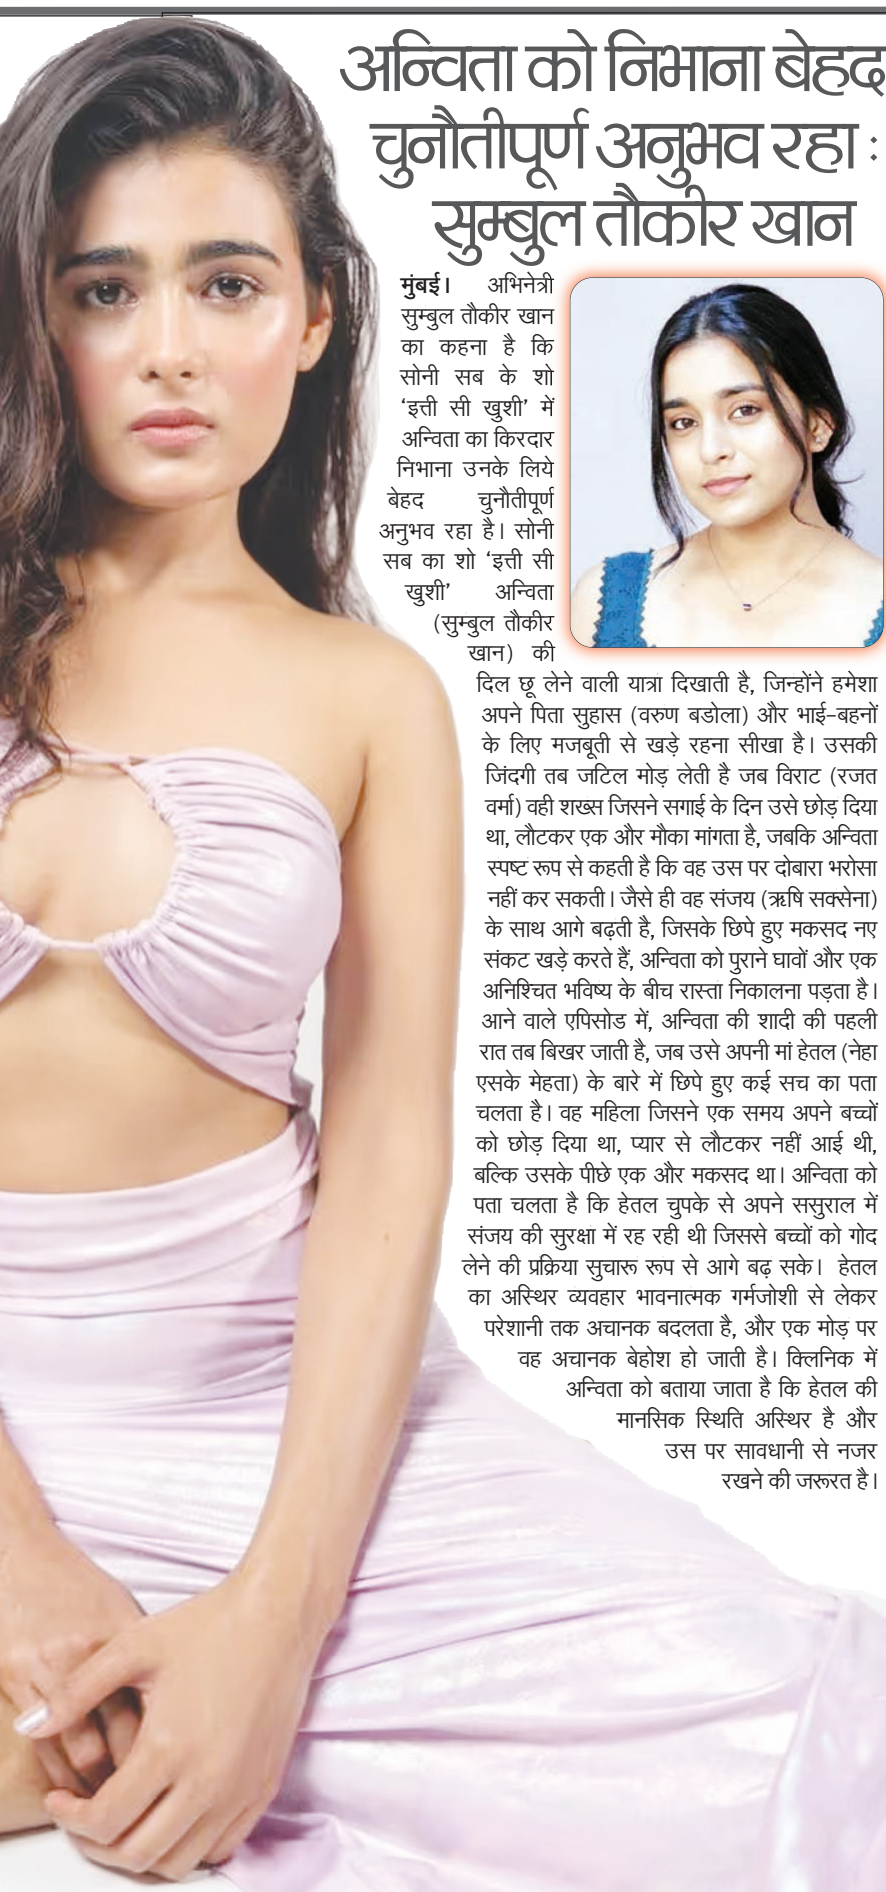 अन्विता को निभाना बेहद
चुनौतीपूर्ण अनुभव रहा :
सुम्बुल तौकीर खान
मुंबई। अभिनेत्री
सुम्बुल तौकीर खान
का कहना है कि
सोनी सब के शो
‘इत्ती सी खुशी’ में
अन्विता का किरदार
निभाना उनके लिये
बेहद चुनौतीपूर्ण
अनुभव रहा है। सोनी
सब का शो ‘इत्ती सी
खुशी’ अन्विता
(सुम्बुल तौकीर
खान) की
दिल छू लेने वाली यात्रा दिखाती है, जिन्होंने हमेशा
अपने पिता सुहास (वरुण बडोला) और भाई-बहनों
के लिए मजबूती से खड़े रहना सीखा है। उसकी
जिंदगी तब जटिल मोड़ लेती है जब विराट (रजत
वर्मा) वही शख्स जिसने सगाई के दिन उसे छोड़ दिया
था, लौटकर एक और मौका मांगता है, जबकि अन्विता
स्पष्ट रूप से कहती है कि वह उस पर दोबारा भरोसा
नहीं कर सकती। जैसे ही वह संजय (ऋषि सक्सेना)
के साथ आगे बढ़ती है, जिसके छिपे हुए मकसद नए
संकट खड़े करते हैं, अन्विता को पुराने घावों और एक
अनिश्चित भविष्य के बीच रास्ता निकालना पड़ता है।
आने वाले एपिसोड में, अन्विता की शादी की पहली
रात तब बिखर जाती है, जब उसे अपनी मां हेतल (नेहा
एसके मेहता) के बारे में छिपे हुए कई सच का पता
चलता है। वह महिला जिसने एक समय अपने बच्चों
को छोड़ दिया था, प्यार से लौटकर नहीं आई थी,
बल्कि उसके पीछे एक और मकसद था। अन्विता को
पता चलता है कि हेतल चुपके से अपने ससुराल में
संजय की सुरक्षा में रह रही थी जिससे बच्चों को गोद
लेने की प्रक्रिया सुचारू रूप से आगे बढ़ सके। हेतल
का अस्थिर व्यवहार भावनात्मक गर्मजोशी से लेकर
परेशानी तक अचानक बदलता है, और एक मोड़ पर
वह अचानक बेहोश हो जाती है। क्लिनिक में
अन्विता को बताया जाता है कि हेतल की
मानसिक स्थिति अस्थिर है और
उस पर सावधानी से नजर
रखने की जरूरत है।